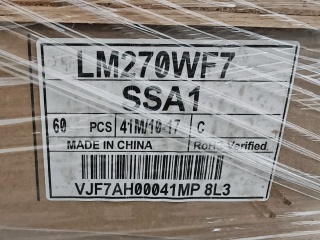 LM270WF7
SSA1
60 PCS 41M/10-17 C
MADE IN CHINA RoHS Verified.
VJF7AH00041MP 8L3